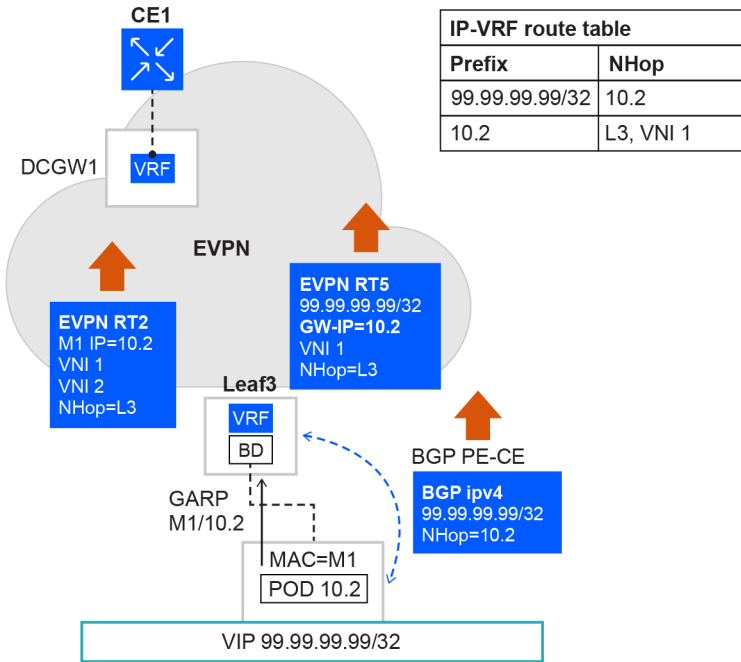 CE1
IP-VRF route table
Prefix NHop
99.99.99.99/32 10.2
10.2 L3, VNI 1
DCGW1
VRF
EVPN
EVPN RT2
M1 IP=10.2
VNI 1
VNI 2
NHop=L3
EVPN RT5
99.99.99.99/32
GW-IP=10.2
VNI 1
NHop=L3
Leaf3
VRF
BD
GARP
M1/10.2
BGP PE-CE
BGP ipv4
99.99.99.99/32
NHop=10.2
MAC=M1
POD 10.2
VIP 99.99.99.99/32